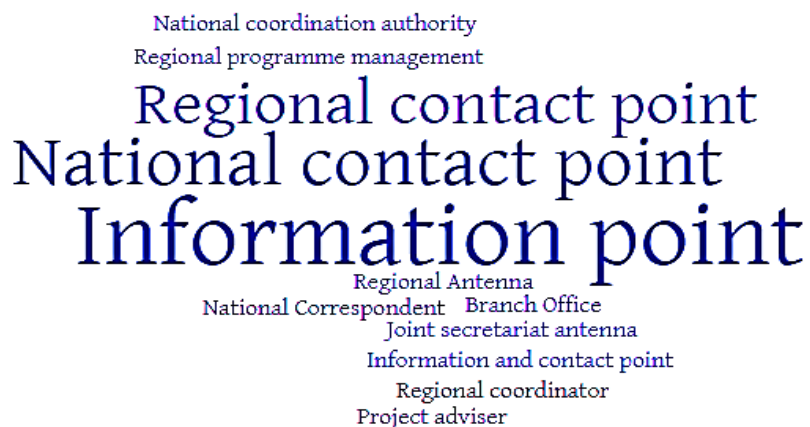 National coordination authority
Regional programme management
Regional contact point
National contact point
Information point
Regional Antenna
National Correspondent Branch Office
Joint secretariat antenna
Information and contact point
Regional coordinator
Project adviser